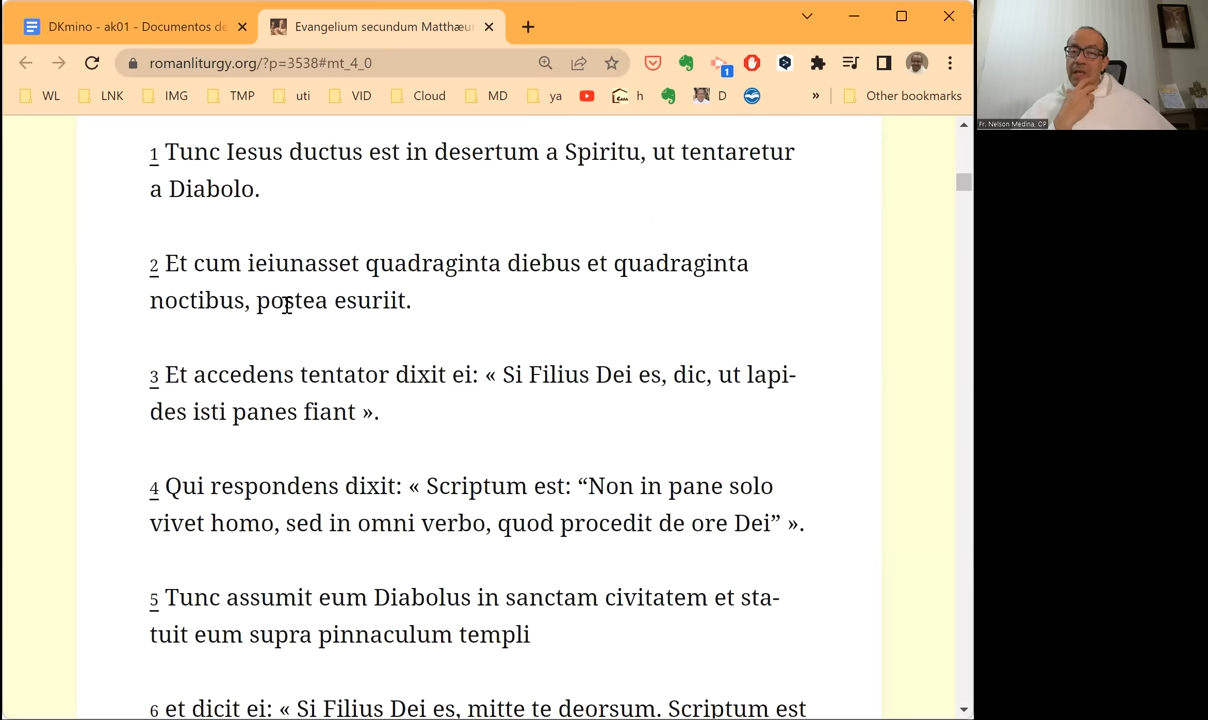 DKmino - ak01 - Documentos de
Evangelium secundum Matthæum
romanliturgy.org/?p=3538#mt_4_0
1
WL
LNK
IMG
TMP
uti
VID
Cloud
MD
ya
h
D
»
Other bookmarks
1 Tunc Iesus ductus est in desertum a Spiritu, ut tentaretur
a Diabolo.
2 Et cum ieiunasset quadraginta diebus et quadraginta
noctibus, postea esuriit.
3 Et accedens tentator dixit ei: « Si Filius Dei es, dic, ut lapi-
des isti panes fiant ».
4 Qui respondens dixit: « Scriptum est: “Non in pane solo
vivet homo, sed in omni verbo, quod procedit de ore Dei” ».
5 Tunc assumit eum Diabolus in sanctam civitatem et sta-
tuit eum supra pinnaculum templi
6 et dicit ei: « Si Filius Dei es, mitte te deorsum. Scriptum est
Fr. Nelson Medina, OP